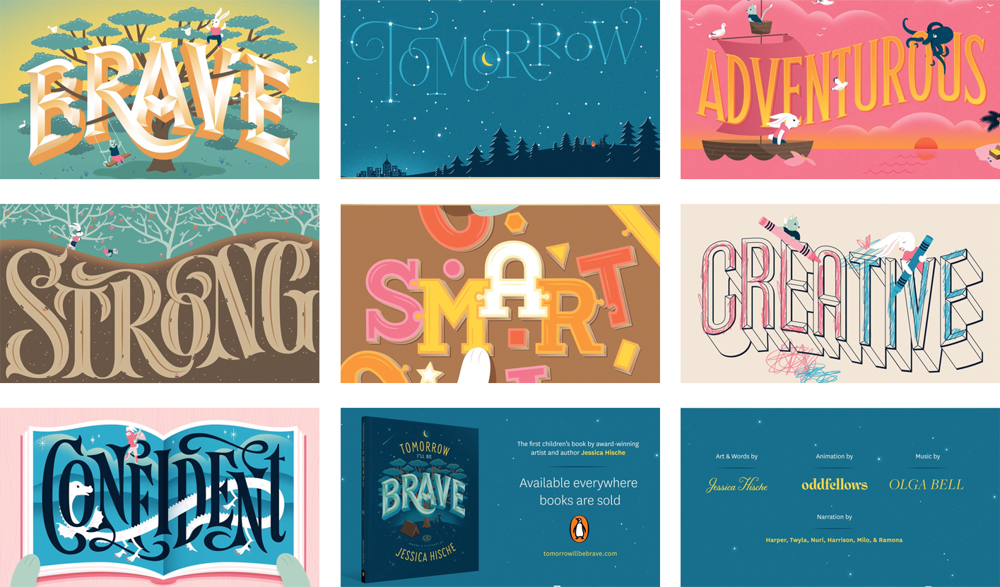 BRAVE
TOMORROW
ADVENTUROUS
STRONG
SMART
CREATIVE
CONFIDENT
TOMORROW
I'LL BE
BRAVE
JESSICA HISCHE
The first children's book by award-winning
artist and author Jessica Hische
Available everywhere
books are sold
tomorrowillbebrave.com
Art & Words by
Jessica Hische
Animation by
oddfellows
Music by
OLGA BELL
Narration by
Harper, Twyla, Nuri, Harrison, Milo, & Ramona